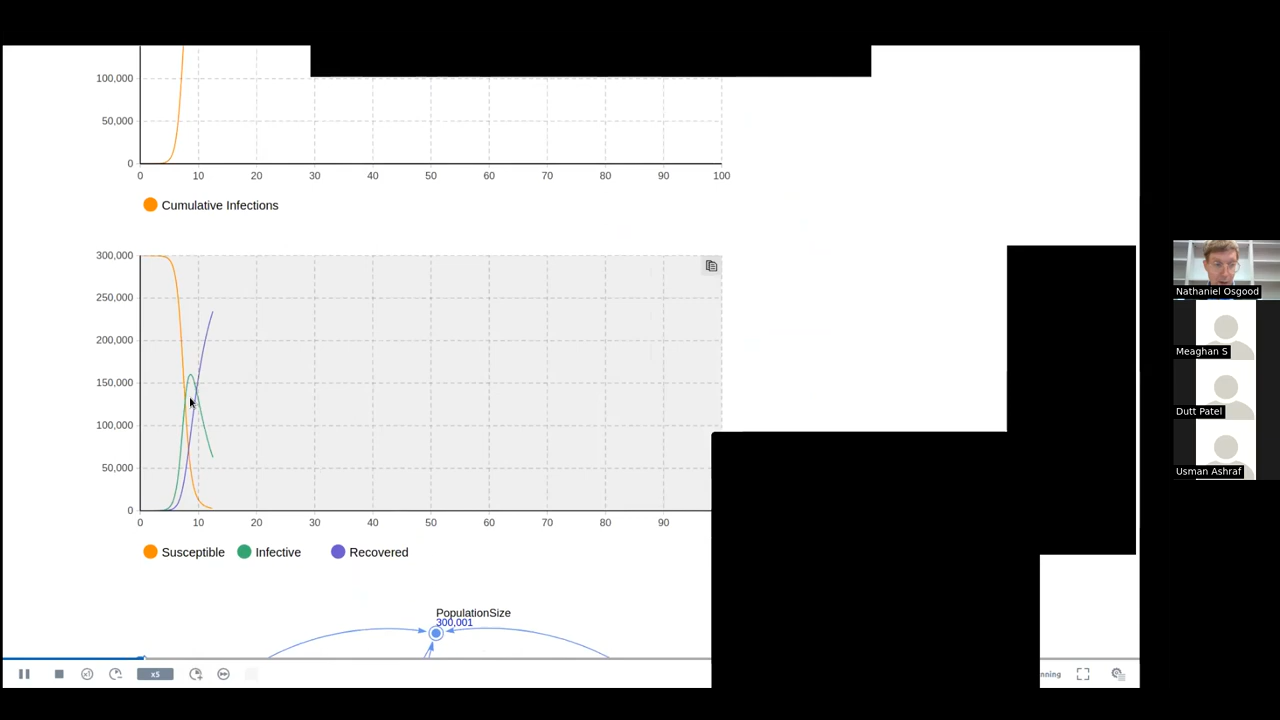 100,000
50,000
0
0 10 20 30 40 50 60 70 80 90 100
Cumulative Infections
300,000
250,000
200,000
150,000
100,000
50,000
0
0 10 20 30 40 50 60 70 80 90
Susceptible Infective Recovered
PopulationSize
300,001
x1 x5
nning
Nathaniel Osgood
Meaghan S
Dutt Patel
Usman Ashraf